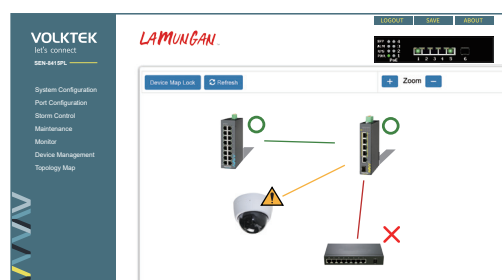 LOGOUT SAVE ABOUT
VOLKTEK
let's connect
SEN-8415PL
LAMUNGAN
PoE 1 2 3 4 5 6
Device Map Lock Refresh + Zoom −
System Configuration
Port Configuration
Storm Control
Maintenance
Monitor
Device Management
Topology Map